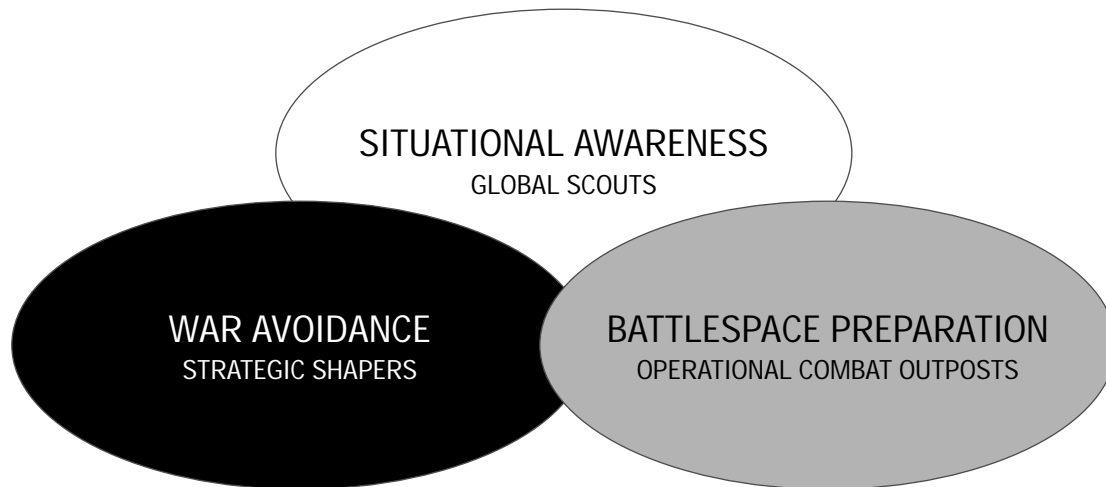 SITUATIONAL AWARENESS
GLOBAL SCOUTS
WAR AVOIDANCE
STRATEGIC SHAPERS
BATTLESPACE PREPARATION
OPERATIONAL COMBAT OUTPOSTS